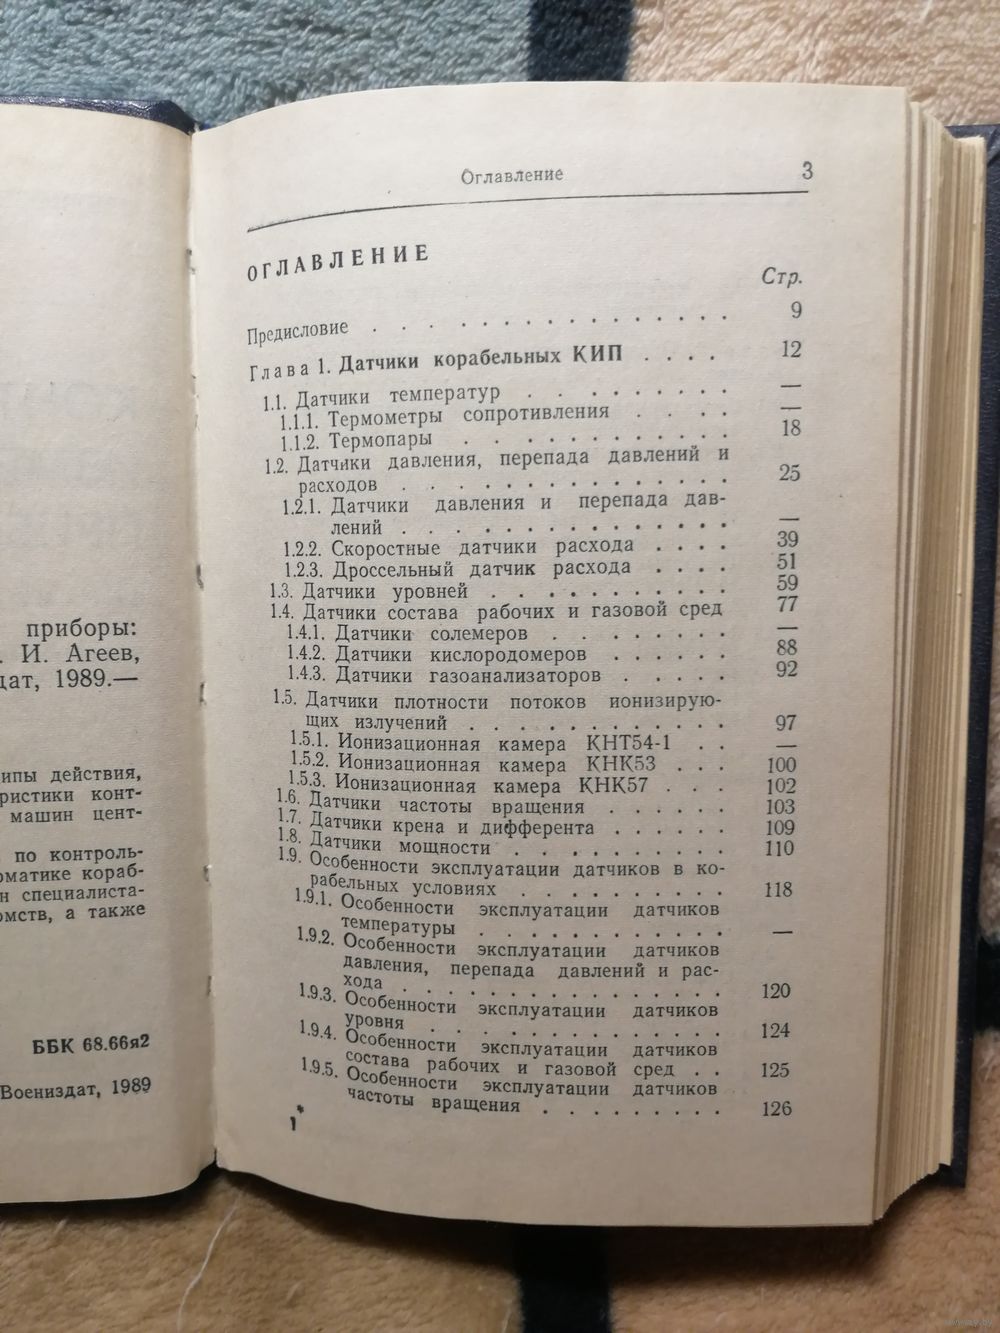 приборы:
И. Агеев,
дат, 1989.—
ипы действия,
ристики конт-
машин цент-
по контроль-
оматике кораб-
н специалиста-
омств, а также
ББК 68.66я2
Воениздат, 1989
Оглавление 3
ОГЛАВЛЕНИЕ
Стр.
Предисловие . . . . . . . . . . . . . . 9
Глава 1. Датчики корабельных КИП . . . . 12
1.1. Датчики температур . . . . . . . . . —
1.1.1. Термометры сопротивления . . . . —
1.1.2. Термопары . . . . . . . . . . . 18
1.2. Датчики давления, перепада давлений и
расходов . . . . . . . . . . . . . . 25
1.2.1. Датчики давления и перепада дав-
лений . . . . . . . . . . . . . —
1.2.2. Скоростные датчики расхода . . . . 39
1.2.3. Дроссельный датчик расхода . . . . 51
1.3. Датчики уровней . . . . . . . . . . . 59
1.4. Датчики состава рабочих и газовой сред 77
1.4.1. Датчики солемеров . . . . . . . . —
1.4.2. Датчики кислородомеров . . . . . . 88
1.4.3. Датчики газоанализаторов . . . . . 92
1.5. Датчики плотности потоков ионизирую-
щих излучений . . . . . . . . . . . 97
1.5.1. Ионизационная камера КНТ54-1 . . —
1.5.2. Ионизационная камера КНК53 . . . 100
1.5.3. Ионизационная камера КНК57 . . . 102
1.6. Датчики частоты вращения . . . . . . 103
1.7. Датчики крена и дифферента . . . . . . 109
1.8. Датчики мощности . . . . . . . . . . 110
1.9. Особенности эксплуатации датчиков в ко-
рабельных условиях . . . . . . . . . . 118
1.9.1. Особенности эксплуатации датчиков
температуры . . . . . . . . . . . —
1.9.2. Особенности эксплуатации датчиков
давления, перепада давлений и рас-
хода . . . . . . . . . . . . . . 120
1.9.3. Особенности эксплуатации датчиков
уровня . . . . . . . . . . . . . 124
1.9.4. Особенности эксплуатации датчиков
состава рабочих и газовой сред . . 125
1.9.5. Особенности эксплуатации датчиков
частоты вращения . . . . . . . . . 126
1*